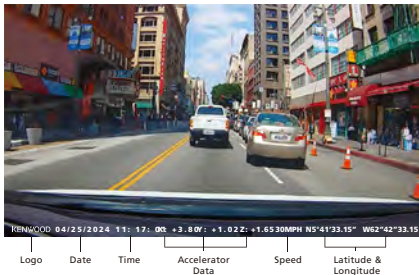 KENWOOD 04/25/2024 11: 17: 00 X: +3.80 Y: +1.02 Z: +1.65 30MPH N5°41'33.15" W62°42'33.15
Logo Date Time Accelerator Data Speed Latitude & Longitude